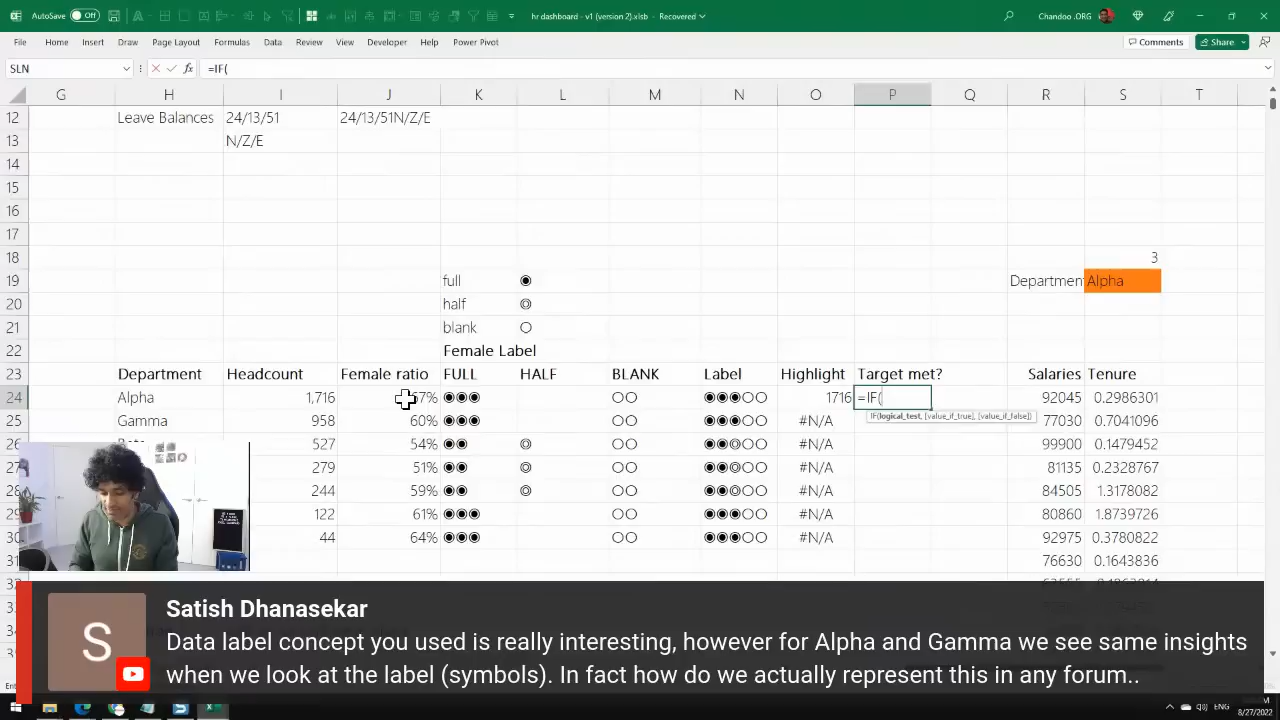 AutoSave Off hr dashboard - v1 (version 2).xlsb - Recovered Chandoo .ORG
File Home Insert Draw Page Layout Formulas Data Review View Developer Help Power Pivot Comments Share
SLN fx =IF(
G H I J K L M N O P Q R S T
12 Leave Balances 24/13/51 24/13/51N/Z/E
13 N/Z/E
14
15
16
17
18 3
19 full ◉ Departmen Alpha
20 half ◎
21 blank ○
22 Female Label
23 Department Headcount Female ratio FULL HALF BLANK Label Highlight Target met? Salaries Tenure
24 Alpha 1,716 67% ◉◉◉ ○○ ◉◉◉○○ 1716 =IF( 92045 0.2986301
IF(logical_test, [value_if_true], [value_if_false])
25 Gamma 958 60% ◉◉◉ ○○ ◉◉◉○○ #N/A 77030 0.7041096
527 54% ◉◉ ◎ ○○ ◉◉◎○○ #N/A 99900 0.1479452
279 51% ◉◉ ◎ ○○ ◉◉◎○○ #N/A 81135 0.2328767
244 59% ◉◉ ◎ ○○ ◉◉◎○○ #N/A 84505 1.3178082
122 61% ◉◉◉ ○○ ◉◉◉○○ #N/A 80860 1.8739726
44 64% ◉◉◉ ○○ ◉◉◉○○ #N/A 92975 0.3780822
76630 0.1643836
Satish Dhanasekar
S
Data label concept you used is really interesting, however for Alpha and Gamma we see same insights
when we look at the label (symbols). In fact how do we actually represent this in any forum..
ENG
8/27/2022